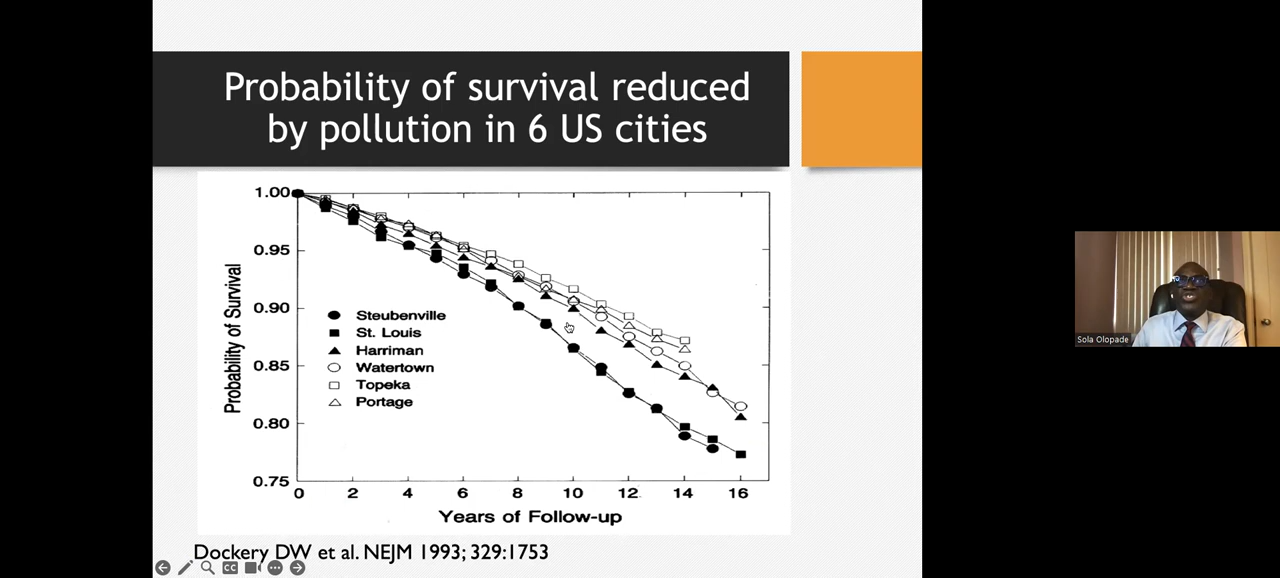 Probability of survival reduced
by pollution in 6 US cities
1.00
0.95
0.90
0.85
0.80
0.75
Probability of Survival
Steubenville
St. Louis
Harriman
Watertown
Topeka
Portage
0 2 4 6 8 10 12 14 16
Years of Follow-up
Dockery DW et al. NEJM 1993; 329:1753
CC
Sola Olopade